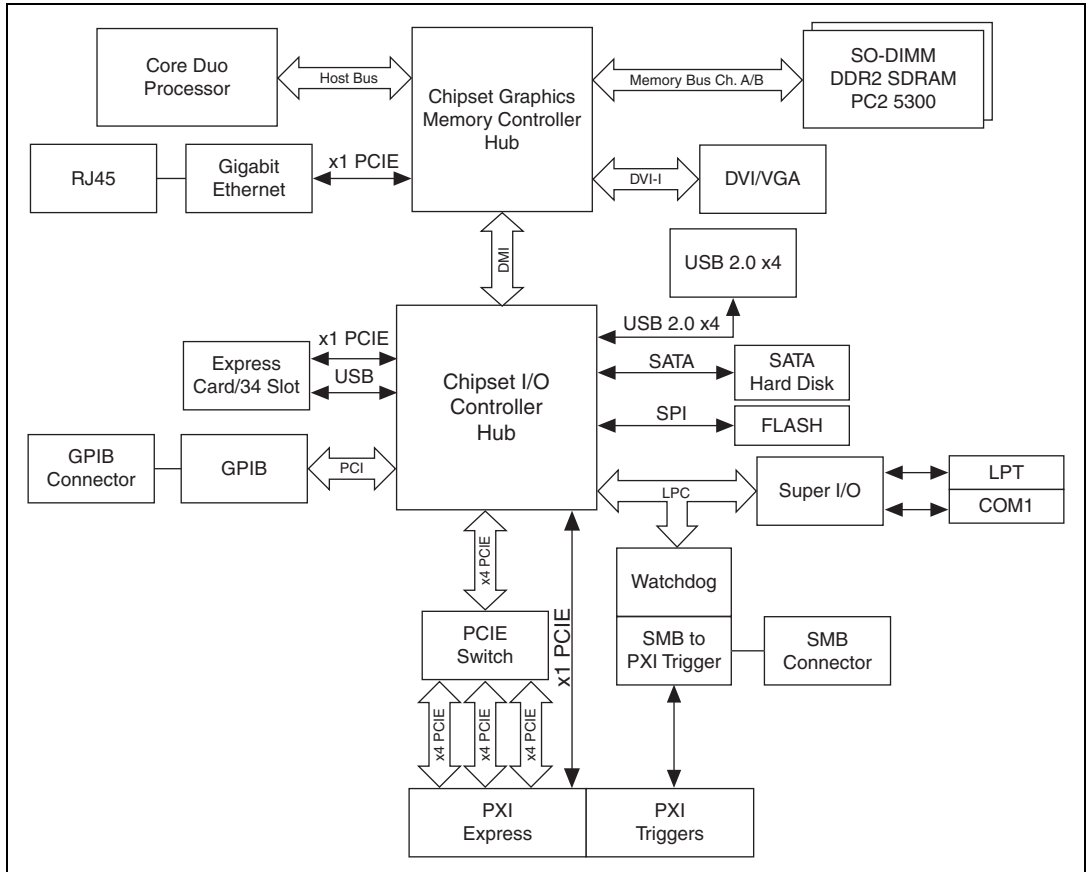 Core Duo
Processor
Host Bus
Chipset Graphics
Memory Controller
Hub
Memory Bus Ch. A/B
SO-DIMM
DDR2 SDRAM
PC2 5300
RJ45
Gigabit
Ethernet
x1 PCIE
DVI-I
DVI/VGA
DMI
USB 2.0 x4
USB 2.0 x4
Express
Card/34 Slot
x1 PCIE
USB
Chipset I/O
Controller
Hub
SATA
SATA
Hard Disk
SPI
FLASH
GPIB
Connector
GPIB
PCI
LPC
Super I/O
LPT
COM1
x4 PCIE
x1 PCIE
Watchdog
SMB to
PXI Trigger
SMB
Connector
PCIE
Switch
x4 PCIE
x4 PCIE
x4 PCIE
PXI
Express
PXI
Triggers